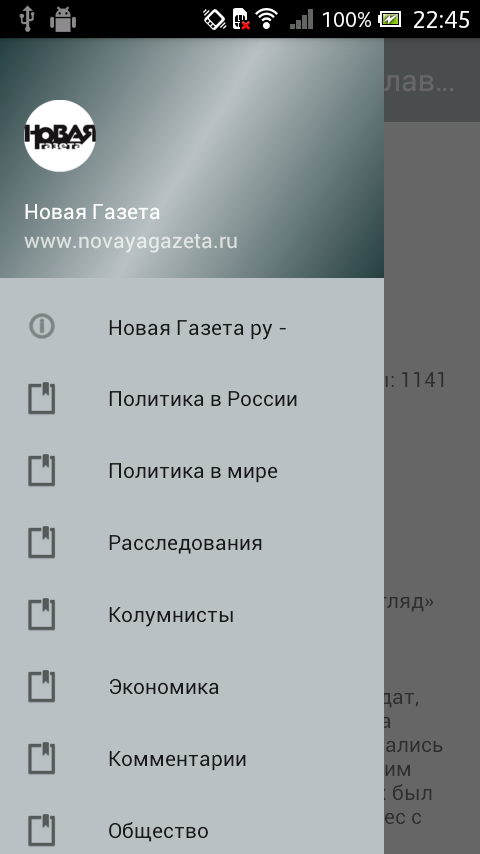 100% 22:45
лав...
НОВАЯ
газета
Новая Газета
www.novayagazeta.ru
Новая Газета ру -
: 1141
Политика в России
Политика в мире
Расследования
гляд»
Колумнисты
Экономика
дат,
а
ались
Комментарии
им
был
ес с
Общество